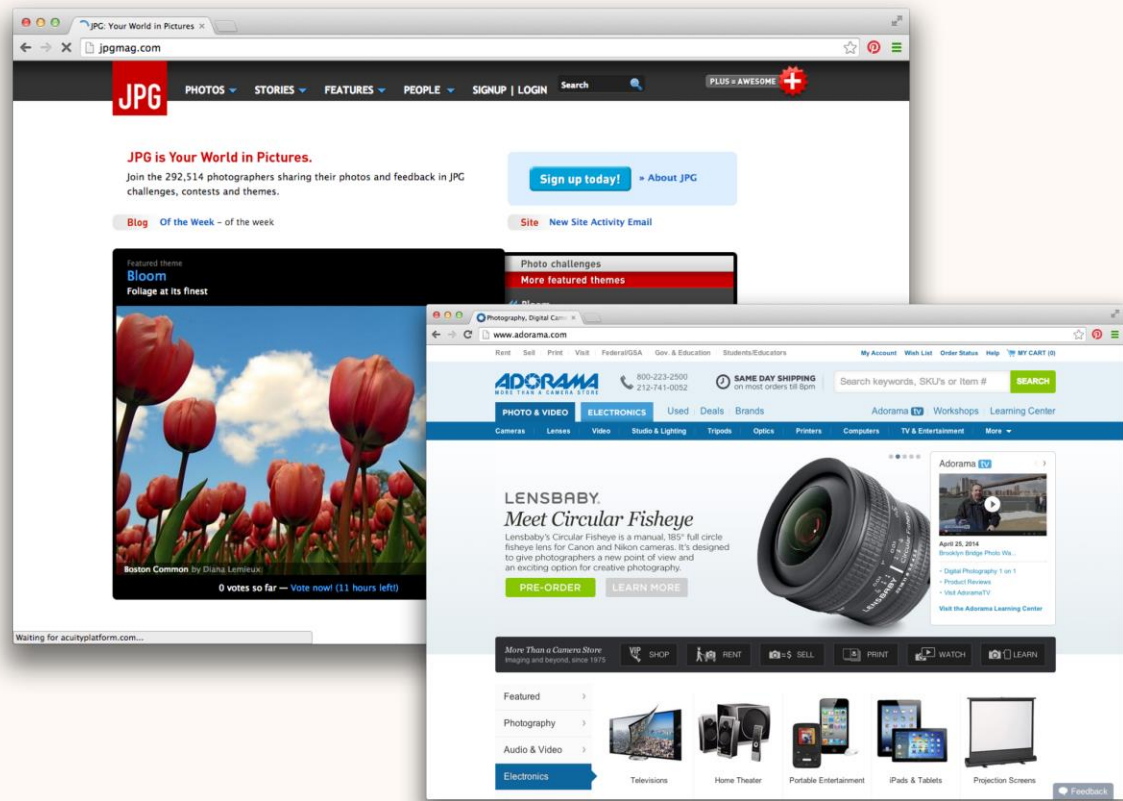 JPG: Your World in Pictures
jpgmag.com
JPG
PHOTOS STORIES FEATURES PEOPLE SIGNUP | LOGIN Search PLUS = AWESOME
JPG is Your World in Pictures.
Join the 292,514 photographers sharing their photos and feedback in JPG
challenges, contests and themes.
Sign up today! » About JPG
Blog Of the Week – of the week
Site New Site Activity Email
Featured theme
Bloom
Foliage at its finest
Photo challenges
More featured themes
Boston Common by Diana Lemieux
0 votes so far — Vote now! (11 hours left!)
Waiting for acuityplatform.com...
Photography, Digital Cam
www.adorama.com
Rent Sell Print Visit Federal/GSA Gov. & Education Students/Educators My Account Wish List Order Status Help MY CART (0)
ADORAMA
MORE THAN A CAMERA STORE
800-223-2500
212-741-0052
SAME DAY SHIPPING
on most orders till 8pm
Search keywords, SKU's or Item # SEARCH
PHOTO & VIDEO ELECTRONICS Used Deals Brands Adorama TV Workshops Learning Center
Cameras Lenses Video Studio & Lighting Tripods Optics Printers Computers TV & Entertainment More
LENSBABY.
Meet Circular Fisheye
Lensbaby's Circular Fisheye is a manual, 185° full circle
fisheye lens for Canon and Nikon cameras. It's designed
to give photographers a new point of view and
an exciting option for creative photography.
PRE-ORDER LEARN MORE
LENSBABY
Adorama TV
April 25, 2014
Brooklyn Bridge Photo Wa...
Digital Photography 1 on 1
Product Reviews
Visit AdoramaTV
Visit the Adorama Learning Center
More Than a Camera Store
Imaging and beyond, since 1975
VIP SHOP RENT =$ SELL PRINT WATCH LEARN
Featured
Photography
Audio & Video
Electronics
Televisions Home Theater Portable Entertainment iPads & Tablets Projection Screens
Feedback